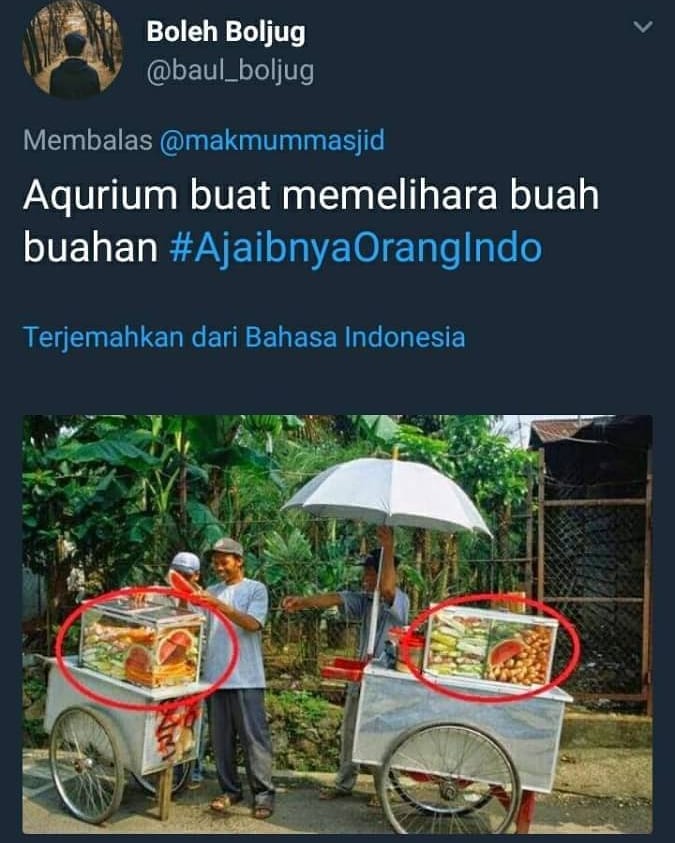 Boleh Boljug
@baul_boljug
Membalas @makmummasjid
Aqurium buat memelihara buah
buahan #AjaibnyaOrangIndo
Terjemahkan dari Bahasa Indonesia